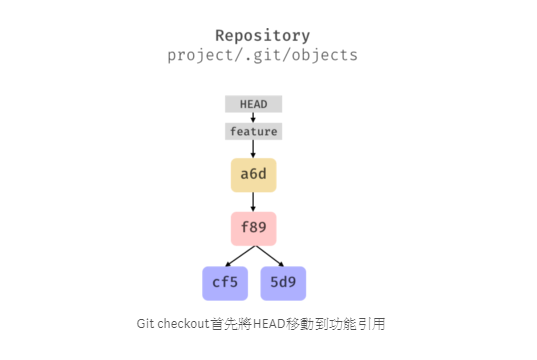 Repository
project/.git/objects
HEAD
feature
a6d
f89
cf5 5d9
Git checkout首先將HEAD移動到功能引用